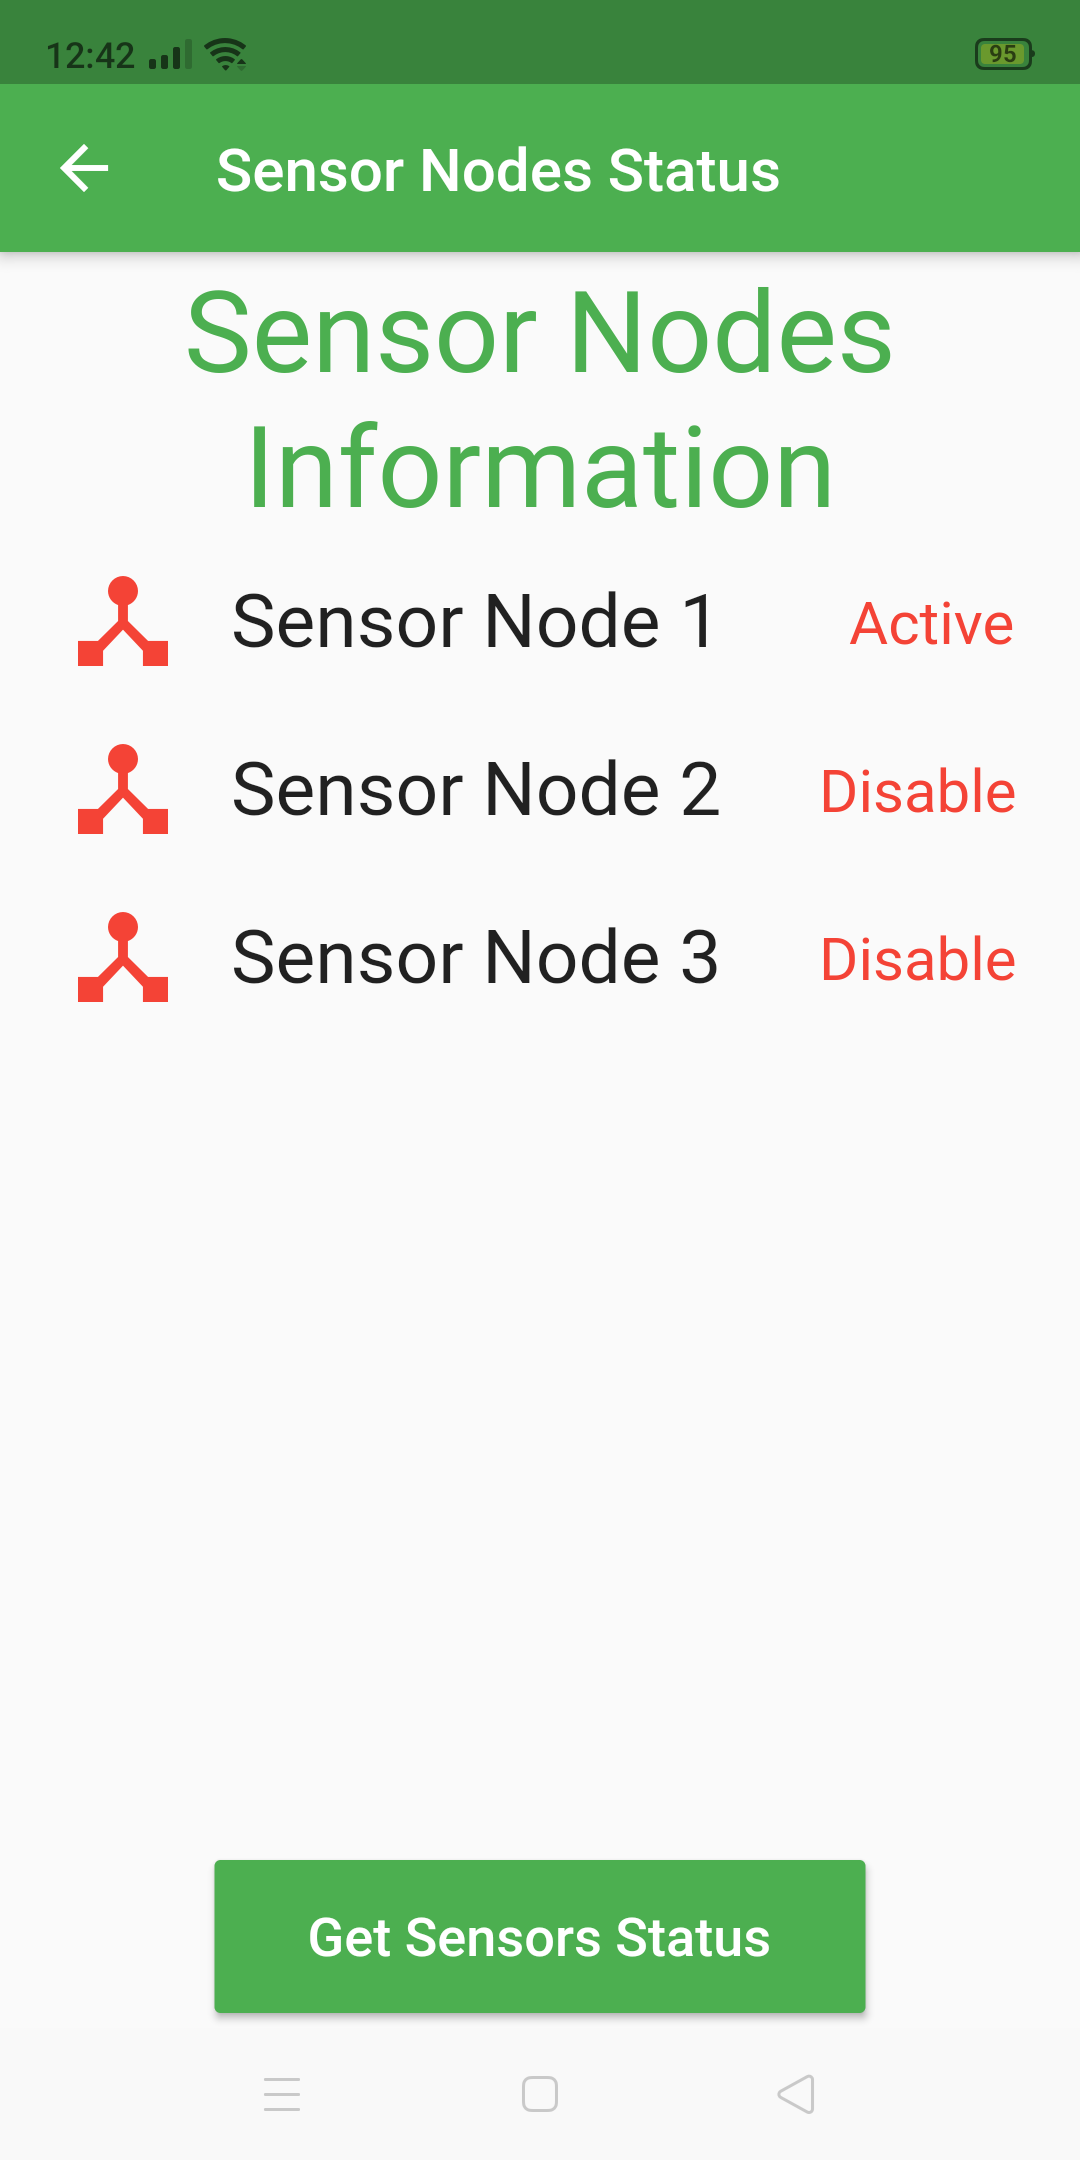 12:42
95
Sensor Nodes Status
Sensor Nodes
Information
Sensor Node 1 Active
Sensor Node 2 Disable
Sensor Node 3 Disable
Get Sensors Status